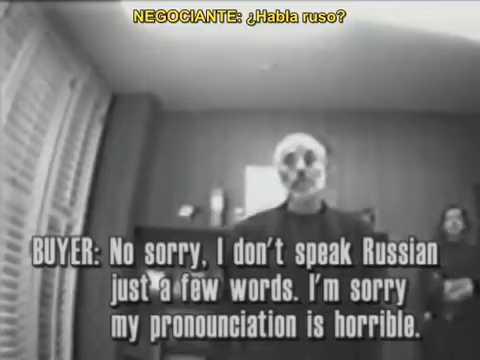 NEGOCIANTE: ¿Habla ruso?
BUYER: No sorry, I don't speak Russian
just a few words. I'm sorry
my pronounciation is horrible.